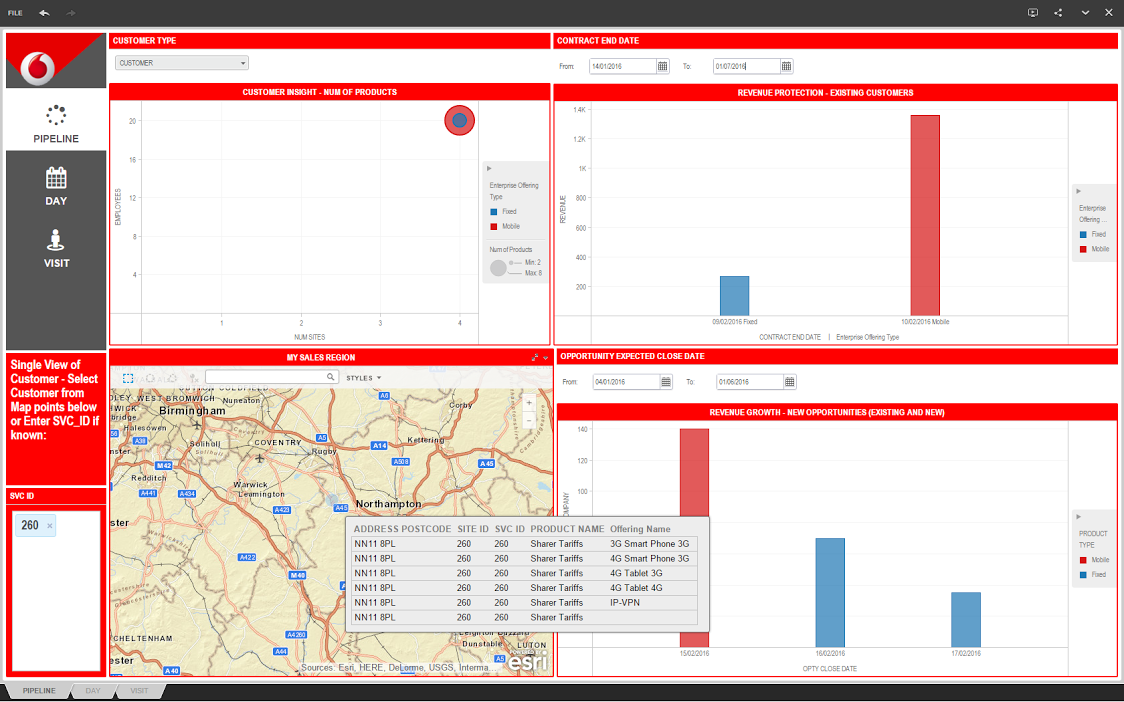 FILE
CUSTOMER TYPE
CUSTOMER
CONTRACT END DATE
From: 14/01/2016 To: 01/07/2016
PIPELINE
DAY
VISIT
CUSTOMER INSIGHT - NUM OF PRODUCTS
EMPLOYEES
20
16
12
8
4
1 2 3 4
NUM SITES
Enterprise Offering
Type
Fixed
Mobile
Num of Products
Min: 2
Max: 8
REVENUE PROTECTION - EXISTING CUSTOMERS
REVENUE
1.4K
1.2K
1K
800
600
400
200
09/02/2016 Fixed 10/02/2016 Mobile
CONTRACT END DATE | Enterprise Offering Type
Enterprise
Offering ...
Fixed
Mobile
Single View of
Customer - Select
Customer from
Map points below
or Enter SVC_ID if
known:
SVC ID
260 ×
MY SALES REGION
STYLES
WEST BROMWICH
Nuneaton
Birmingham
Corby
Halesowen
Solihull
COVENTRY
Rugby
Kettering
Redditch
Warwick
Leamington
Northampton
CHELTENHAM
Leighton Buzzard
Dunstable
LUTON
A6
A38
A5
A14
A508
A45
M42
A441
A434
A423
A45
A422
M40
A4260
A44
A5
A40
Sources: Esri, HERE, DeLorme, USGS, Interma...
esri
ADDRESS POSTCODE SITE ID SVC ID PRODUCT NAME Offering Name
NN11 8PL 260 260 Sharer Tariffs 3G Smart Phone 3G
NN11 8PL 260 260 Sharer Tariffs 4G Smart Phone 3G
NN11 8PL 260 260 Sharer Tariffs 4G Tablet 3G
NN11 8PL 260 260 Sharer Tariffs 4G Tablet 4G
NN11 8PL 260 260 Sharer Tariffs IP-VPN
NN11 8PL 260 260 Sharer Tariffs
OPPORTUNITY EXPECTED CLOSE DATE
From: 04/01/2016 To: 01/06/2016
REVENUE GROWTH - NEW OPPORTUNITIES (EXISTING AND NEW)
140
120
100
15/02/2016 16/02/2016 17/02/2016
OPTY CLOSE DATE
PRODUCT
TYPE
Mobile
Fixed
PIPELINE DAY VISIT